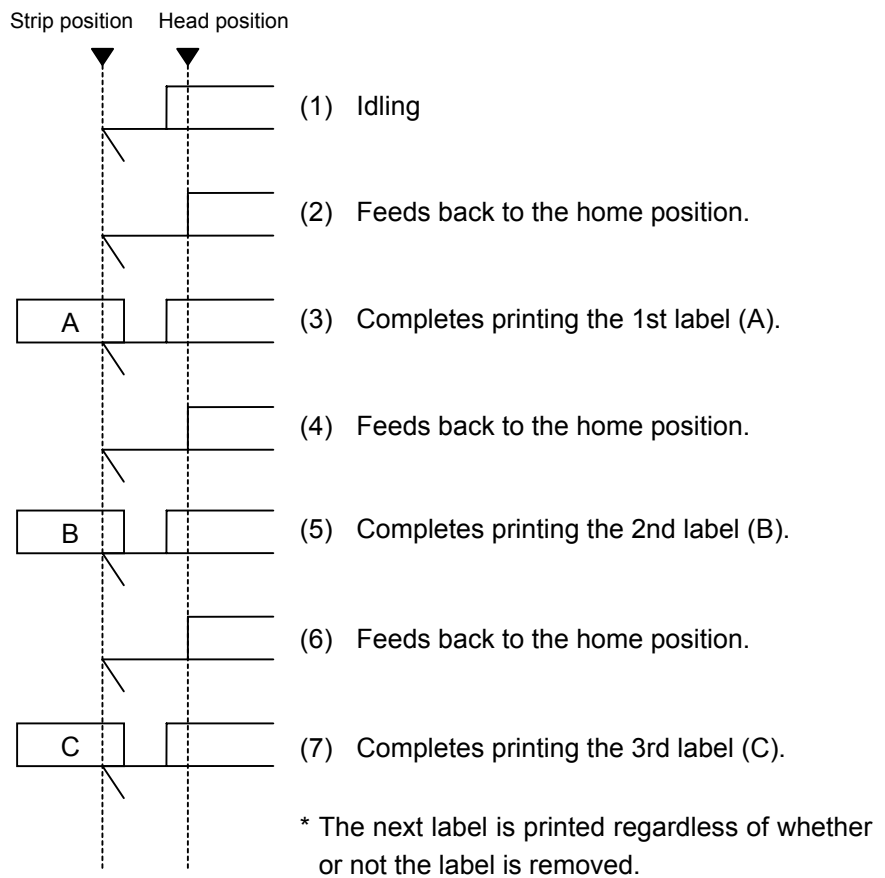 Strip position Head position
(1) Idling
(2) Feeds back to the home position.
A (3) Completes printing the 1st label (A).
(4) Feeds back to the home position.
B (5) Completes printing the 2nd label (B).
(6) Feeds back to the home position.
C (7) Completes printing the 3rd label (C).
* The next label is printed regardless of whether
or not the label is removed.